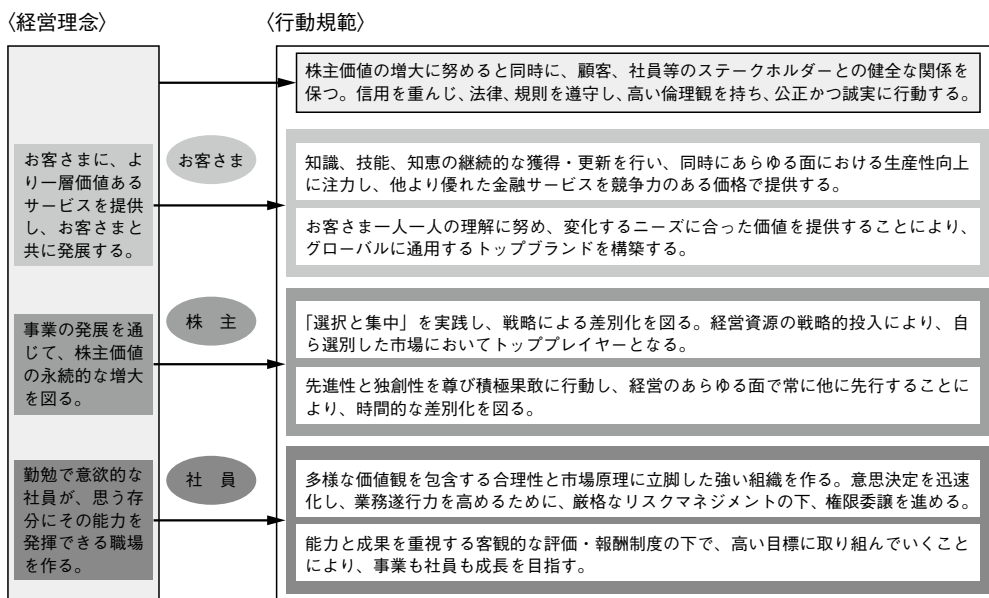 〈経営理念〉
〈行動規範〉
株主価値の増大に努めると同時に、顧客、社員等のステークホルダーとの健全な関係を
保つ。信用を重んじ、法律、規則を遵守し、高い倫理観を持ち、公正かつ誠実に行動する。
お客さまに、よ
り一層価値ある
サービスを提供
し、お客さまと
共に発展する。
お客さま
知識、技能、知恵の継続的な獲得・更新を行い、同時にあらゆる面における生産性向上
に注力し、他より優れた金融サービスを競争力のある価格で提供する。
お客さま一人一人の理解に努め、変化するニーズに合った価値を提供することにより、
グローバルに通用するトップブランドを構築する。
事業の発展を通
じて、株主価値
の永続的な増大
を図る。
株 主
「選択と集中」を実践し、戦略による差別化を図る。経営資源の戦略的投入により、自
ら選別した市場においてトッププレイヤーとなる。
先進性と独創性を尊び積極果敢に行動し、経営のあらゆる面で常に他に先行することに
より、時間的な差別化を図る。
勤勉で意欲的な
社員が、思う存
分にその能力を
発揮できる職場
を作る。
社 員
多様な価値観を包含する合理性と市場原理に立脚した強い組織を作る。意思決定を迅速
化し、業務遂行力を高めるために、厳格なリスクマネジメントの下、権限委譲を進める。
能力と成果を重視する客観的な評価・報酬制度の下で、高い目標に取り組んでいくこと
により、事業も社員も成長を目指す。